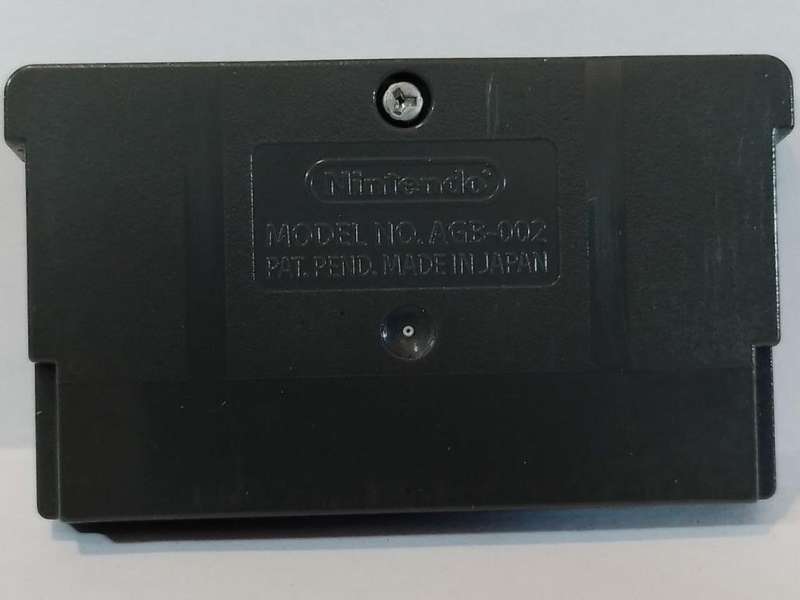 Nintendo
MODEL NO. AGB-002
PAT. PEND. MADE IN JAPAN